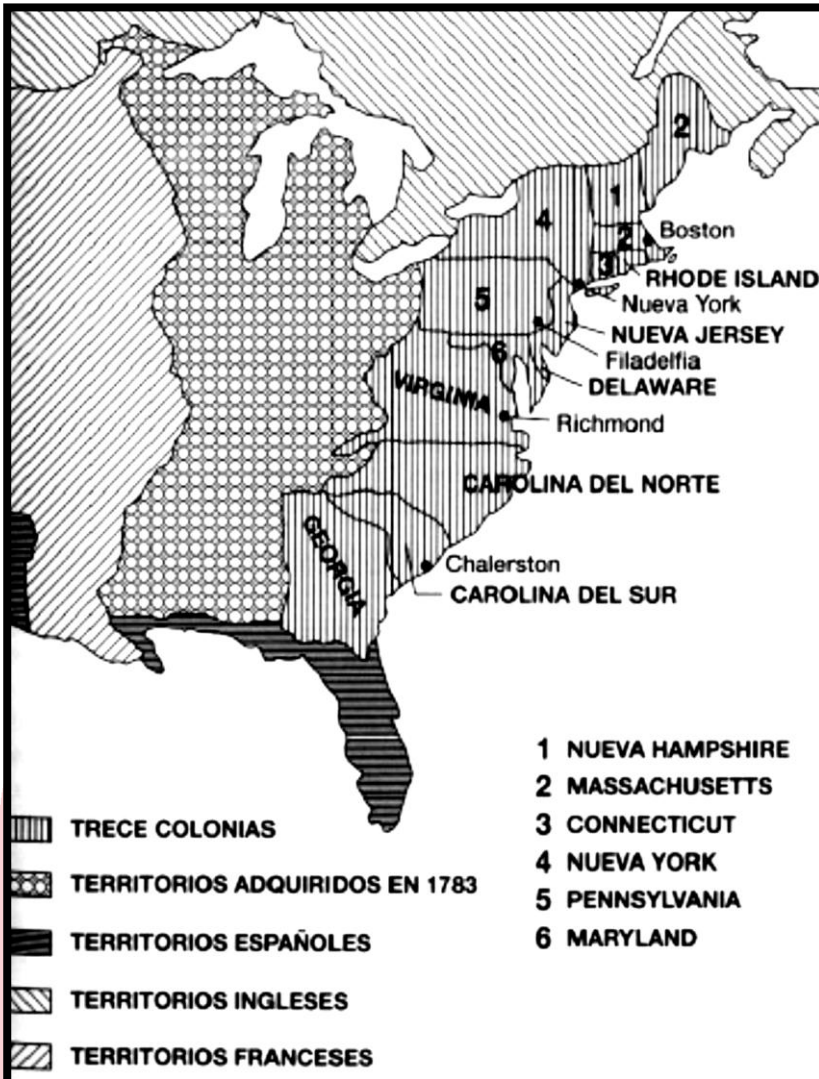 2
1
4
2
Boston
3
RHODE ISLAND
5
Nueva York
NUEVA JERSEY
6
Filadelfia
DELAWARE
VIRGINIA
Richmond
CAROLINA DEL NORTE
GEORGIA
Chalerston
CAROLINA DEL SUR
1 NUEVA HAMPSHIRE
2 MASSACHUSETTS
3 CONNECTICUT
4 NUEVA YORK
5 PENNSYLVANIA
6 MARYLAND
TRECE COLONIAS
TERRITORIOS ADQUIRIDOS EN 1783
TERRITORIOS ESPAÑOLES
TERRITORIOS INGLESES
TERRITORIOS FRANCESES